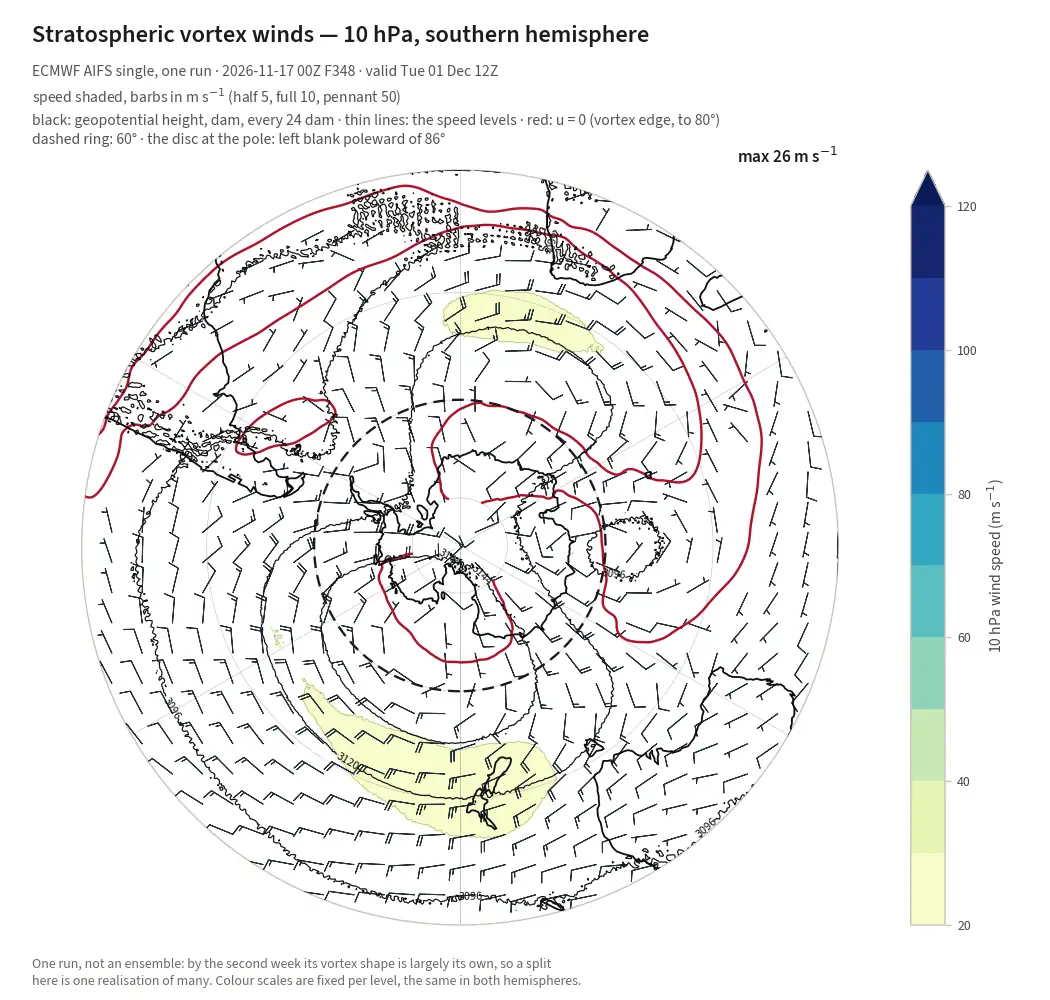 Stratospheric vortex winds — 10 hPa, southern hemisphere
ECMWF AIFS single, one run · 2026-11-17 00Z F348 · valid Tue 01 Dec 12Z
speed shaded, barbs in m s⁻¹ (half 5, full 10, pennant 50)
black: geopotential height, dam, every 24 dam · thin lines: the speed levels · red: u = 0 (vortex edge, to 80°)
dashed ring: 60° · the disc at the pole: left blank poleward of 86°
max 26 m s⁻¹
120
100
80
60
40
20
10 hPa wind speed (m s⁻¹)
3096
3096
3120
3096
3096
One run, not an ensemble: by the second week its vortex shape is largely its own, so a split
here is one realisation of many. Colour scales are fixed per level, the same in both hemispheres.